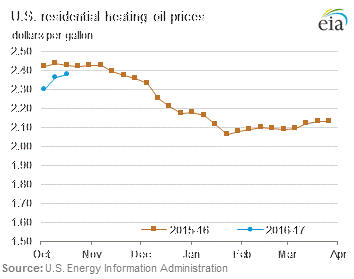 U.S. residential heating oil prices
dollars per gallon
eia
2.50
2.40
2.30
2.20
2.10
2.00
1.90
1.80
1.70
1.60
1.50
Oct Nov Dec Jan Feb Mar Apr
2015-16 2016-17
Source: U.S. Energy Information Administration